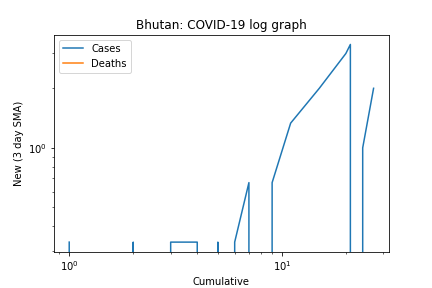 Bhutan: COVID-19 log graph
Cases
Deaths
New (3 day SMA)
10⁰
10⁰
10¹
Cumulative